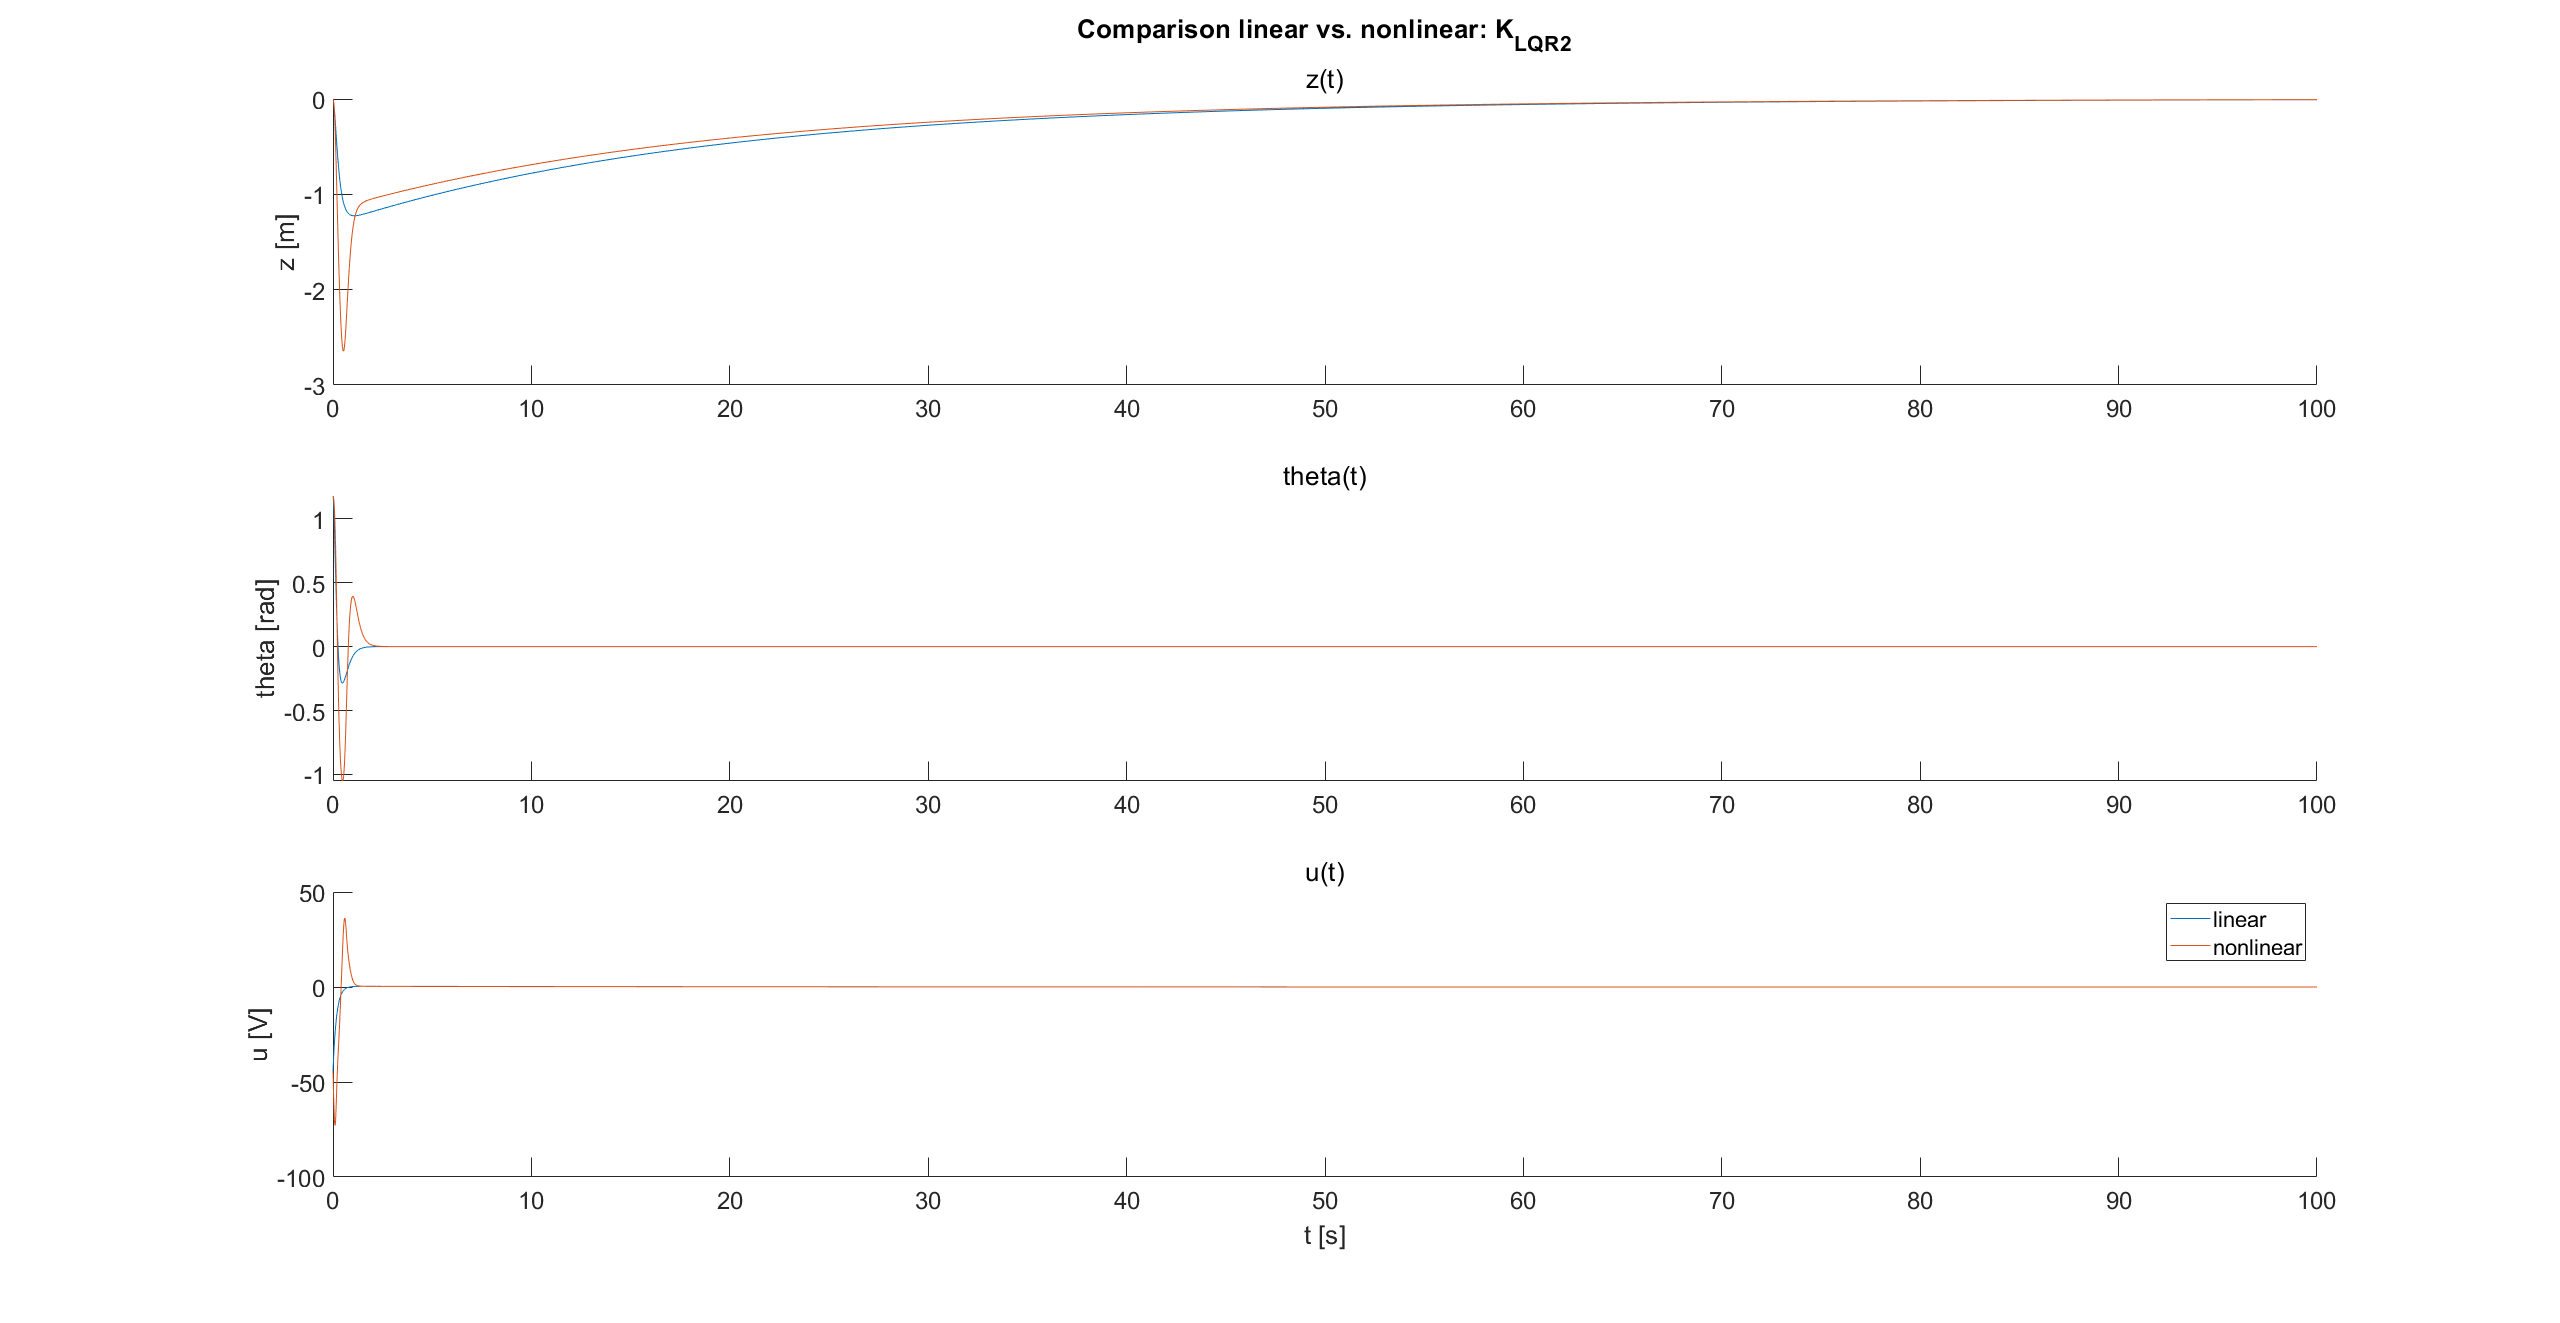 Comparison linear vs. nonlinear: K_LQR2
z(t)
0
-1
-2
-3
z [m]
0 10 20 30 40 50 60 70 80 90 100
theta(t)
1
0.5
0
-0.5
-1
theta [rad]
0 10 20 30 40 50 60 70 80 90 100
u(t)
50
0
-50
-100
u [V]
linear
nonlinear
0 10 20 30 40 50 60 70 80 90 100
t [s]